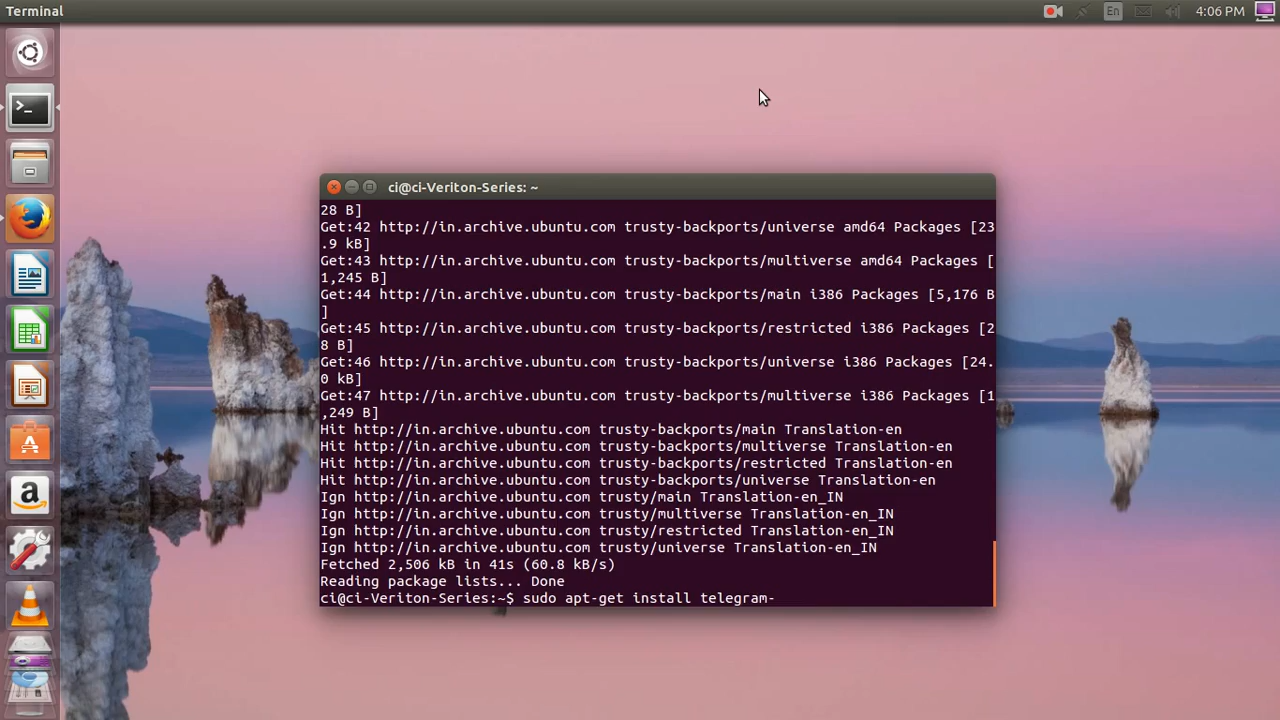 Terminal
En
4:06 PM
ci@ci-Veriton-Series: ~
28 B]
Get:42 http://in.archive.ubuntu.com trusty-backports/universe amd64 Packages [23
.9 kB]
Get:43 http://in.archive.ubuntu.com trusty-backports/multiverse amd64 Packages [
1,245 B]
Get:44 http://in.archive.ubuntu.com trusty-backports/main i386 Packages [5,176 B
]
Get:45 http://in.archive.ubuntu.com trusty-backports/restricted i386 Packages [2
8 B]
Get:46 http://in.archive.ubuntu.com trusty-backports/universe i386 Packages [24.
0 kB]
Get:47 http://in.archive.ubuntu.com trusty-backports/multiverse i386 Packages [1
,249 B]
Hit http://in.archive.ubuntu.com trusty-backports/main Translation-en
Hit http://in.archive.ubuntu.com trusty-backports/multiverse Translation-en
Hit http://in.archive.ubuntu.com trusty-backports/restricted Translation-en
Hit http://in.archive.ubuntu.com trusty-backports/universe Translation-en
Ign http://in.archive.ubuntu.com trusty/main Translation-en_IN
Ign http://in.archive.ubuntu.com trusty/multiverse Translation-en_IN
Ign http://in.archive.ubuntu.com trusty/restricted Translation-en_IN
Ign http://in.archive.ubuntu.com trusty/universe Translation-en_IN
Fetched 2,506 kB in 41s (60.8 kB/s)
Reading package lists... Done
ci@ci-Veriton-Series:~$ sudo apt-get install telegram-